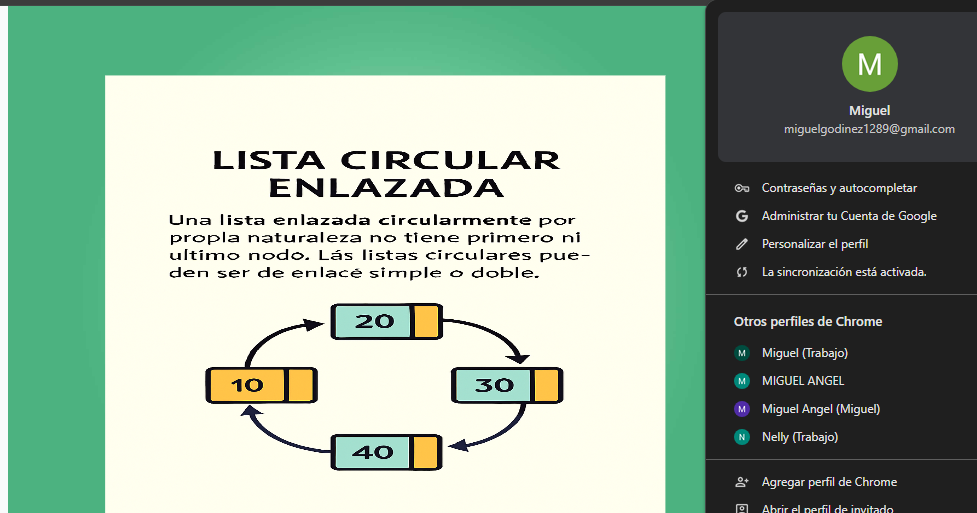 LISTA CIRCULAR
ENLAZADA
Una lista enlazada circularmente por
propla naturaleza no tiene primero ni
ultimo nodo. Lás listas circulares pue-
den ser de enlacé simple o doble.
20
10
30
40
M
Miguel
miguelgodinez1289@gmail.com
Contraseñas y autocompletar
G Administrar tu Cuenta de Google
Personalizar el perfil
La sincronización está activada.
Otros perfiles de Chrome
M Miguel (Trabajo)
M MIGUEL ANGEL
M Miguel Angel (Miguel)
N Nelly (Trabajo)
Agregar perfil de Chrome
Abrir el perfil de invitado